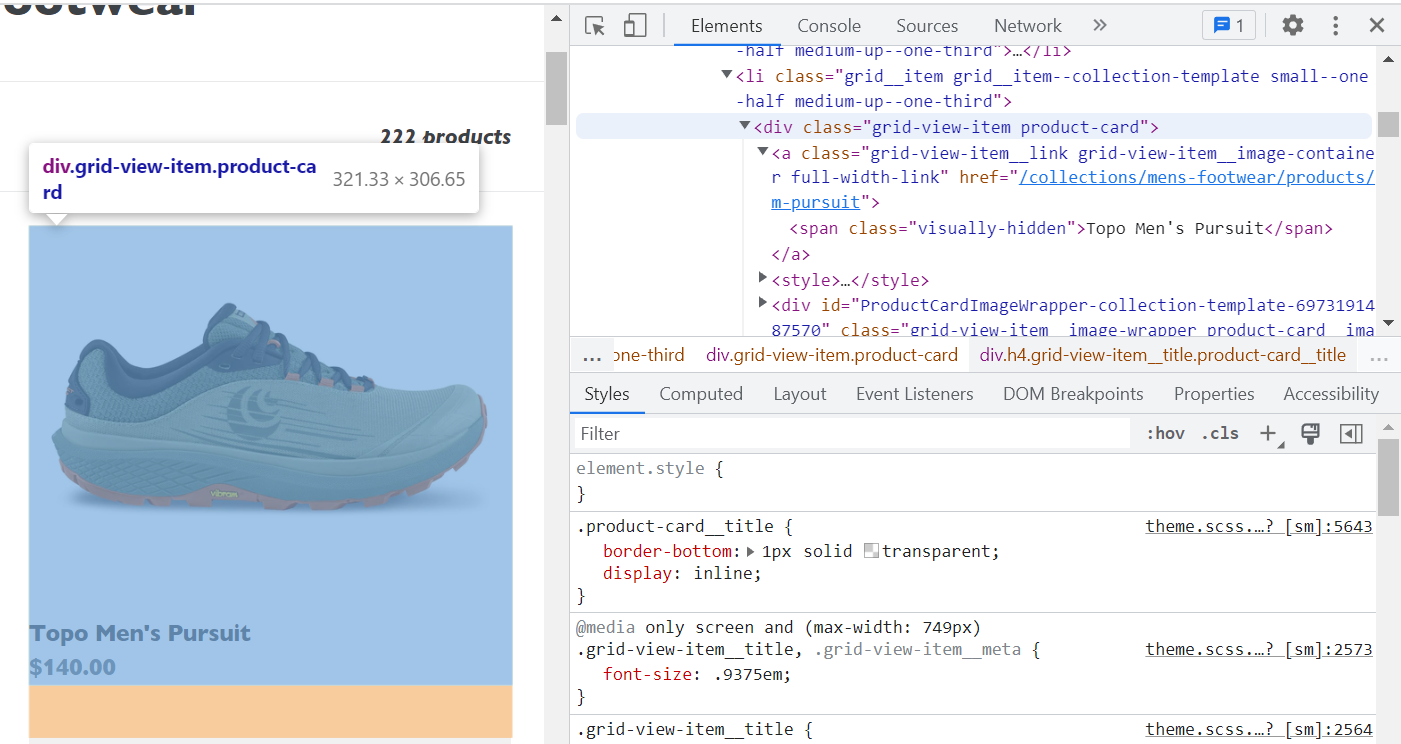 ootwear
222 products
div.grid-view-item.product-ca
rd
321.33 × 306.65
vibram
Topo Men's Pursuit
$140.00
Elements Console Sources Network » 1
-half medium-up--one-third">…</li>
<li class="grid__item grid__item--collection-template small--one
-half medium-up--one-third">
<div class="grid-view-item product-card">
<a class="grid-view-item__link grid-view-item__image-containe
r full-width-link" href="/collections/mens-footwear/products/
m-pursuit">
<span class="visually-hidden">Topo Men's Pursuit</span>
</a>
<style>…</style>
<div id="ProductCardImageWrapper-collection-template-69731914
87570" class="grid-view-item__image-wrapper product-card__ima
… one-third div.grid-view-item.product-card div.h4.grid-view-item__title.product-card__title …
Styles Computed Layout Event Listeners DOM Breakpoints Properties Accessibility
Filter :hov .cls
element.style {
}
.product-card__title { theme.scss.…?_[sm]:5643
border-bottom: 1px solid transparent;
display: inline;
}
@media only screen and (max-width: 749px)
.grid-view-item__title, .grid-view-item__meta { theme.scss.…?_[sm]:2573
font-size: .9375em;
}
.grid-view-item__title { theme.scss.…?_[sm]:2564